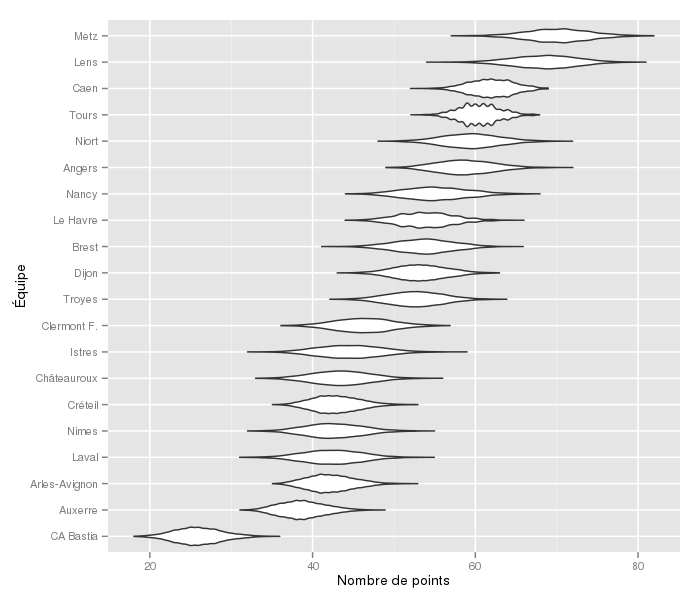 Metz
Lens
Caen
Tours
Niort
Angers
Nancy
Le Havre
Brest
Dijon
Troyes
Clermont F.
Istres
Châteauroux
Créteil
Nimes
Laval
Arles-Avignon
Auxerre
CA Bastia
Équipe
20 40 60 80
Nombre de points